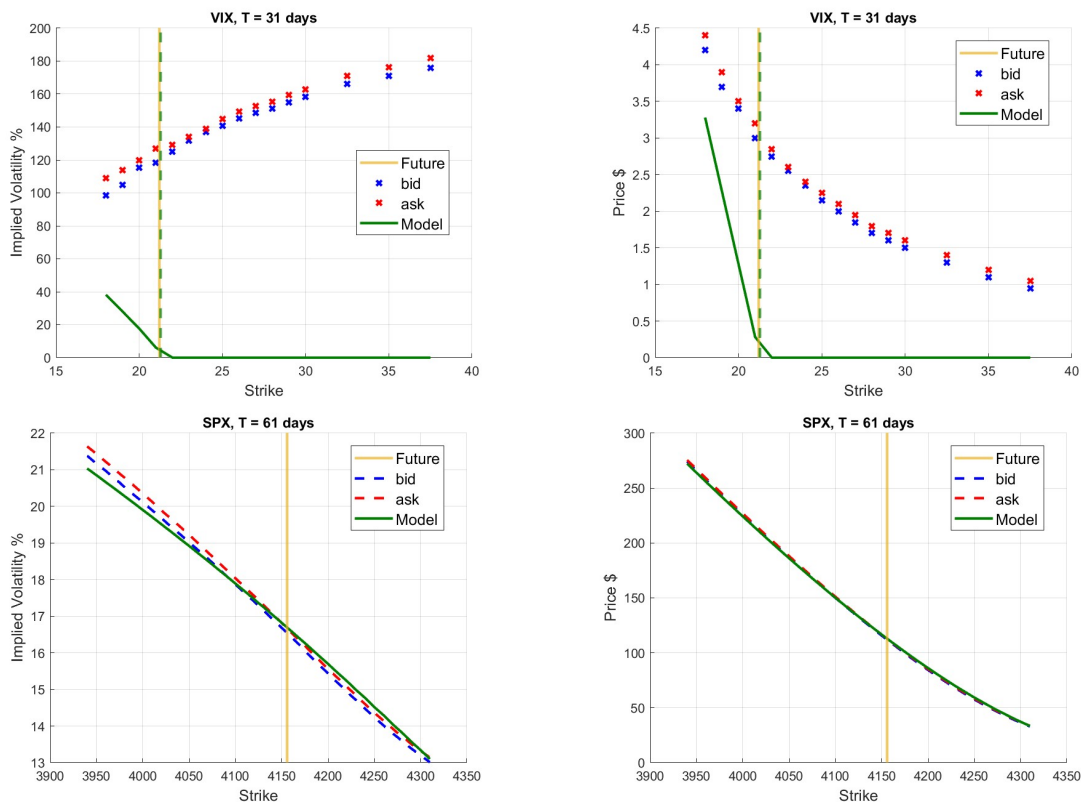 VIX, T = 31 days
200
180
160
140
120
100
80
60
40
20
0
15
20
25
30
35
40
Implied Volatility %
Strike
Future
bid
ask
Model
VIX, T = 31 days
4.5
4
3.5
3
2.5
2
1.5
1
0.5
0
15
20
25
30
35
40
Price $
Strike
Future
bid
ask
Model
SPX, T = 61 days
22
21
20
19
18
17
16
15
14
13
3900
3950
4000
4050
4100
4150
4200
4250
4300
4350
Implied Volatility %
Strike
Future
bid
ask
Model
SPX, T = 61 days
300
250
200
150
100
50
0
3900
3950
4000
4050
4100
4150
4200
4250
4300
4350
Price $
Strike
Future
bid
ask
Model